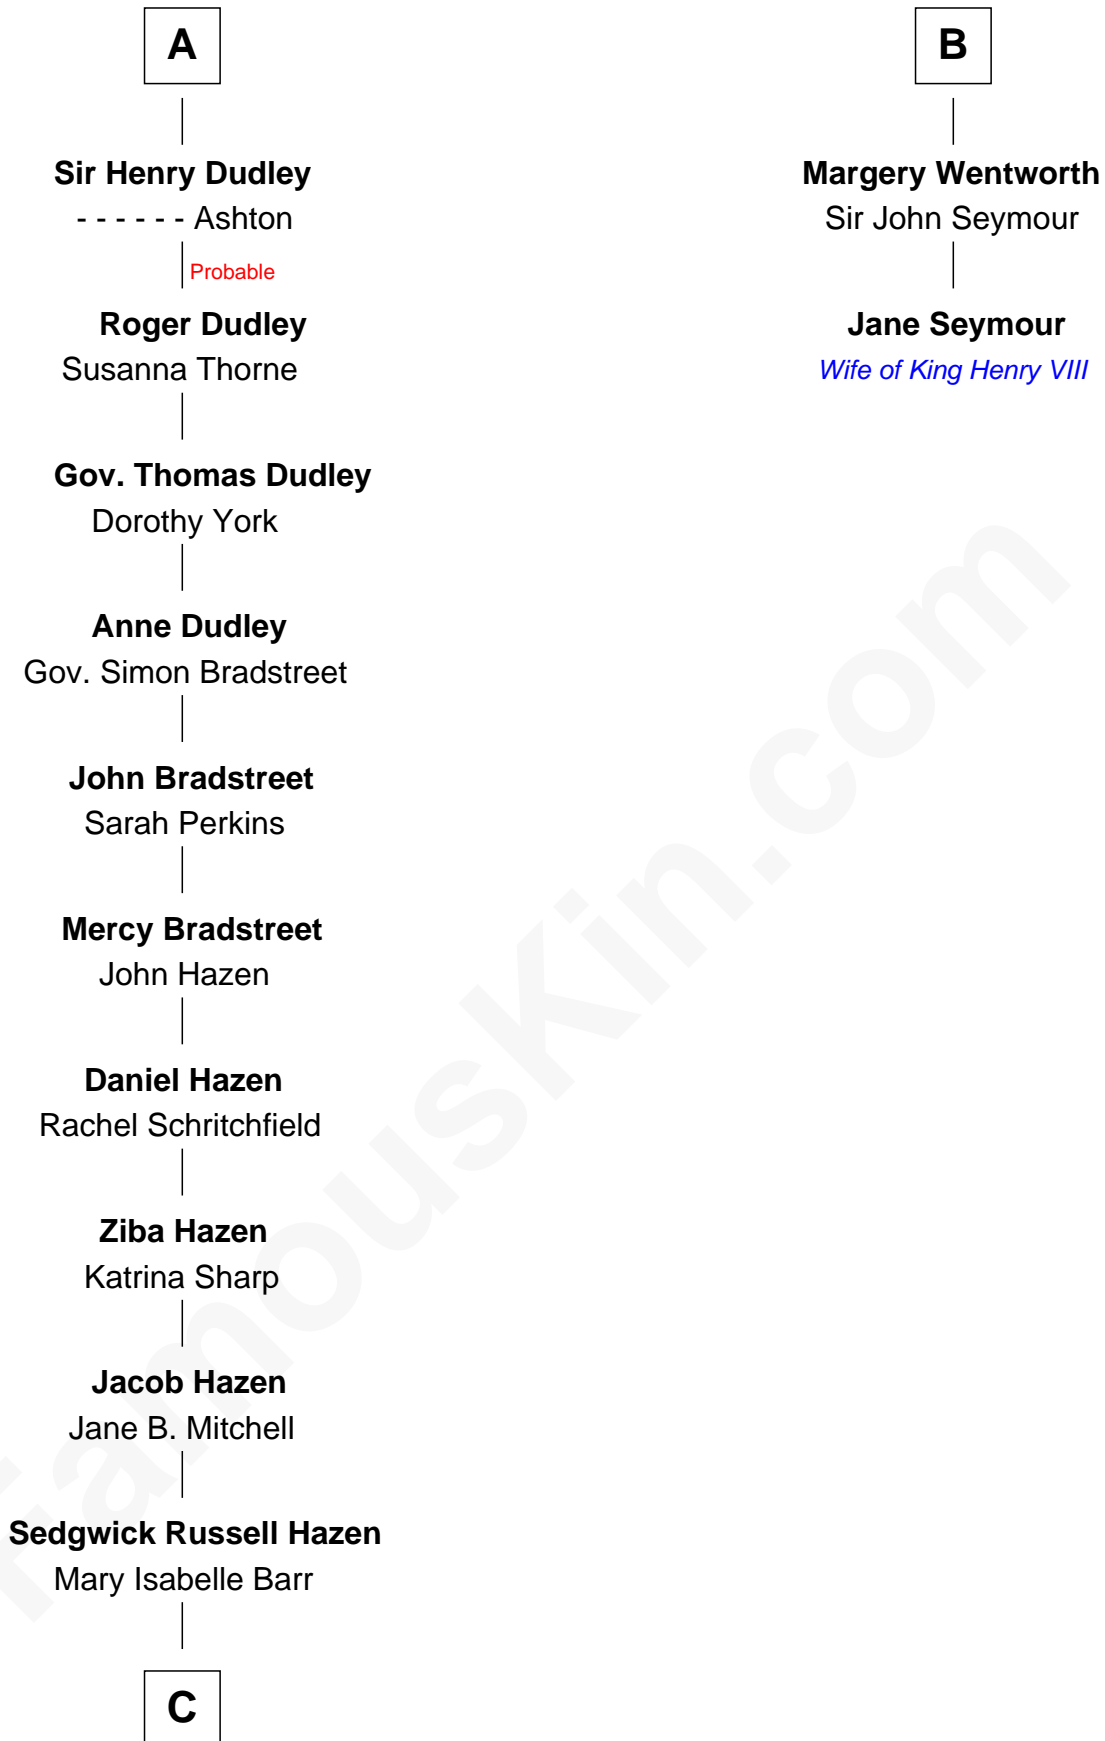 A
Sir Henry Dudley
- - - - - - Ashton
Probable
Roger Dudley
Susanna Thorne
Gov. Thomas Dudley
Dorothy York
Anne Dudley
Gov. Simon Bradstreet
John Bradstreet
Sarah Perkins
Mercy Bradstreet
John Hazen
Daniel Hazen
Rachel Schritchfield
Ziba Hazen
Katrina Sharp
Jacob Hazen
Jane B. Mitchell
Sedgwick Russell Hazen
Mary Isabelle Barr
C
B
Margery Wentworth
Sir John Seymour
Jane Seymour
Wife of King Henry VIII
FamousKin.com